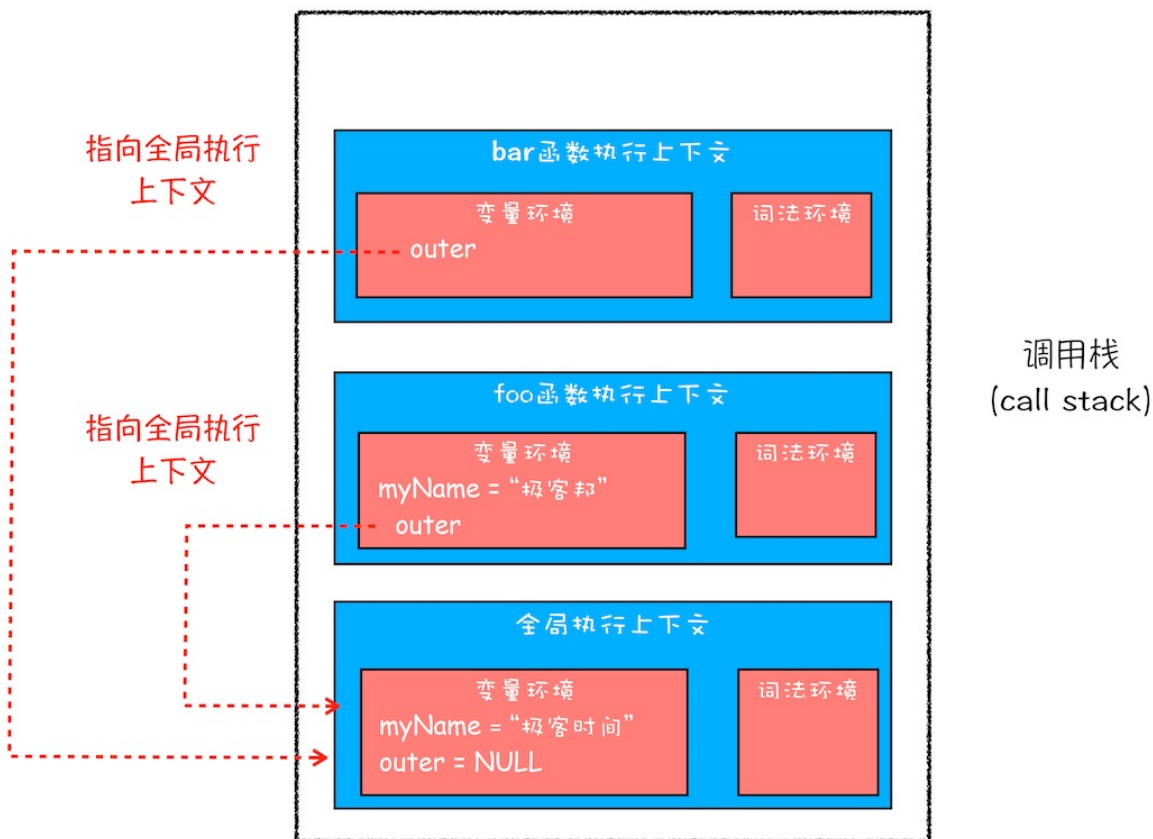 bar函数执行上下文
变量环境
词法环境
outer
指向全局执行
上下文
foo函数执行上下文
变量环境
词法环境
myName = “极客邦”
outer
指向全局执行
上下文
全局执行上下文
变量环境
词法环境
myName = “极客时间”
outer = NULL
调用栈
(call stack)